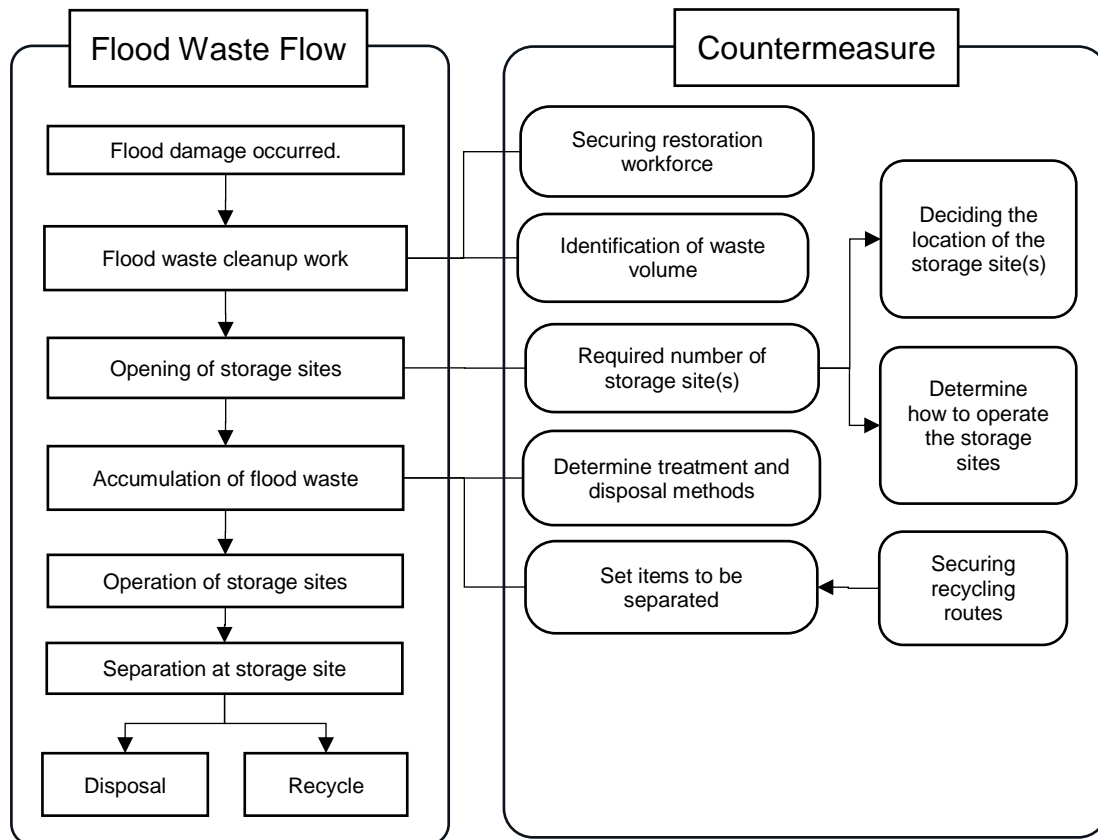 Flood Waste Flow
Flood damage occurred.
Flood waste cleanup work
Opening of storage sites
Accumulation of flood waste
Operation of storage sites
Separation at storage site
Disposal
Recycle
Countermeasure
Securing restoration
workforce
Identification of waste
volume
Required number of
storage site(s)
Determine treatment and
disposal methods
Set items to be
separated
Deciding the
location of the
storage site(s)
Determine
how to operate
the storage
sites
Securing
recycling
routes